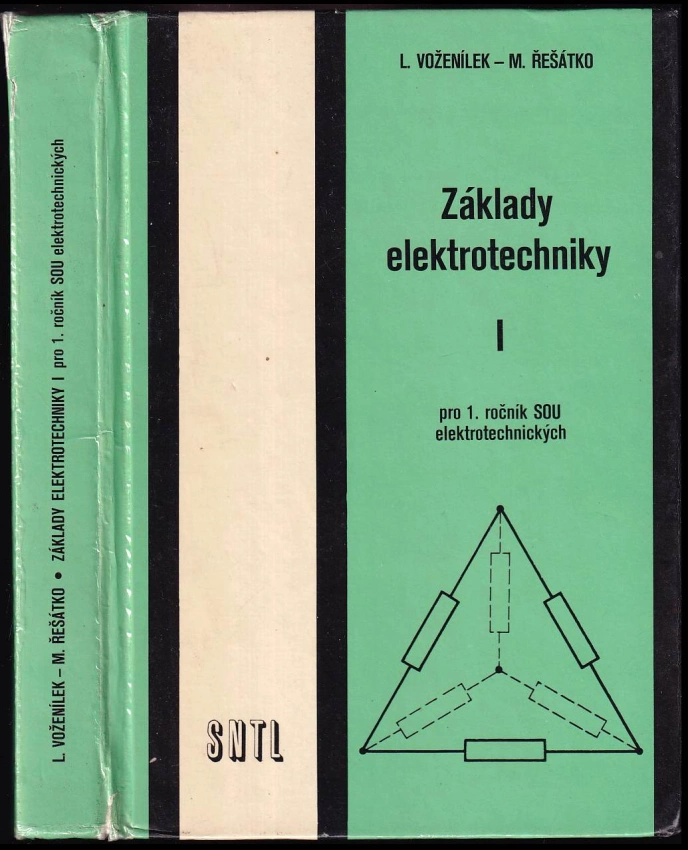 L. VOŽENÍLEK – M. ŘEŠÁTKO • ZÁKLADY ELEKTROTECHNIKY I pro 1. ročník SOU elektrotechnických
SNTL
L. VOŽENÍLEK – M. ŘEŠÁTKO
Základy
elektrotechniky
I
pro 1. ročník SOU
elektrotechnických